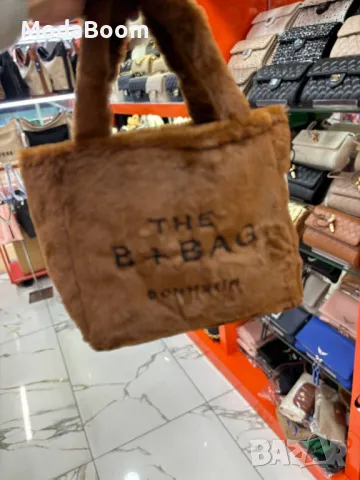 ModaBoom
THE
B + BAG
BONHEUR
bazar